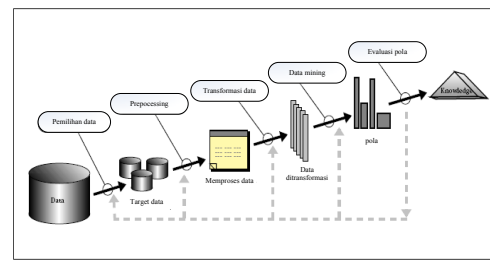 Evaluasi pola
Data mining
Transformasi data
Prepocessing
Pemilihan data
Knowledge
pola
Data
ditransformasi
Memproses data
Target data
Data